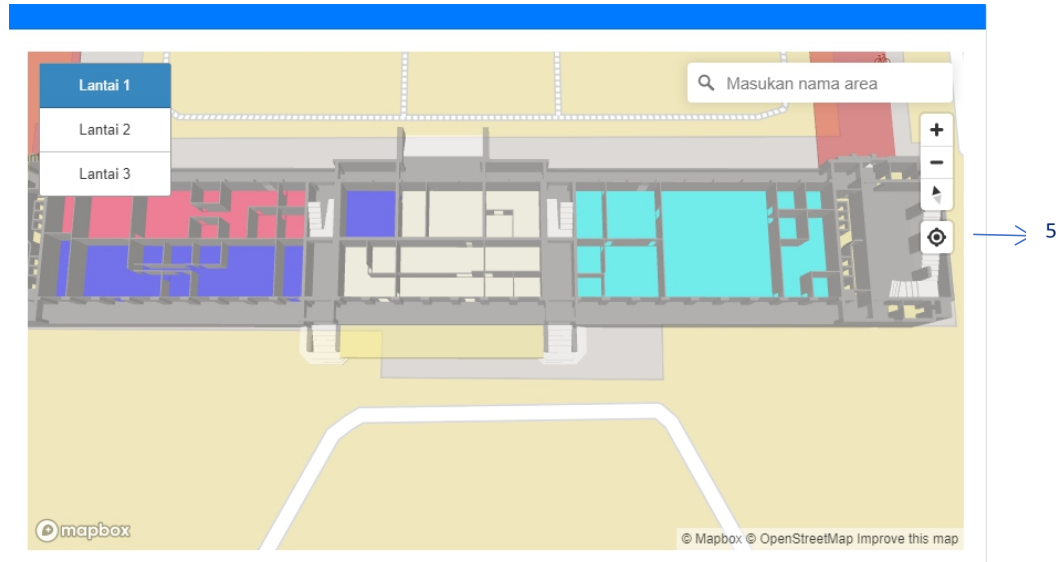 Lantai 1
Masukan nama area
Lantai 2
Lantai 3
5
mapbox
© Mapbox © OpenStreetMap Improve this map